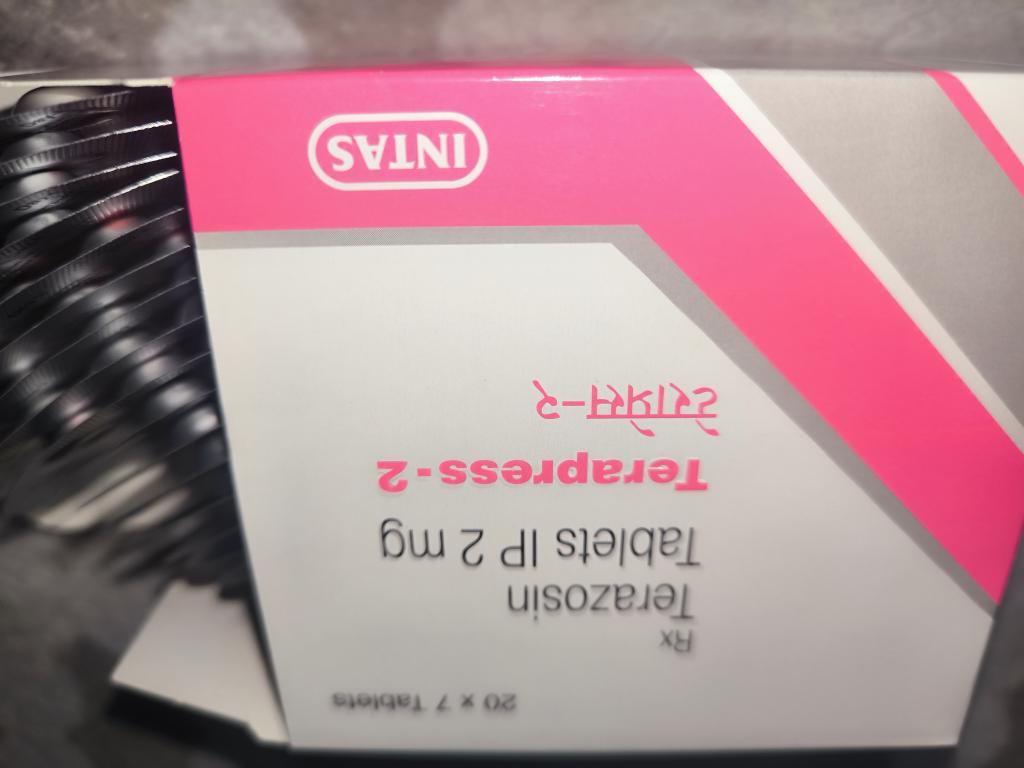 20 x 7 Tablets
Rx
Terazosin
Tablets IP 2 mg
Terapress-2
टेराप्रेस-२
INTAS